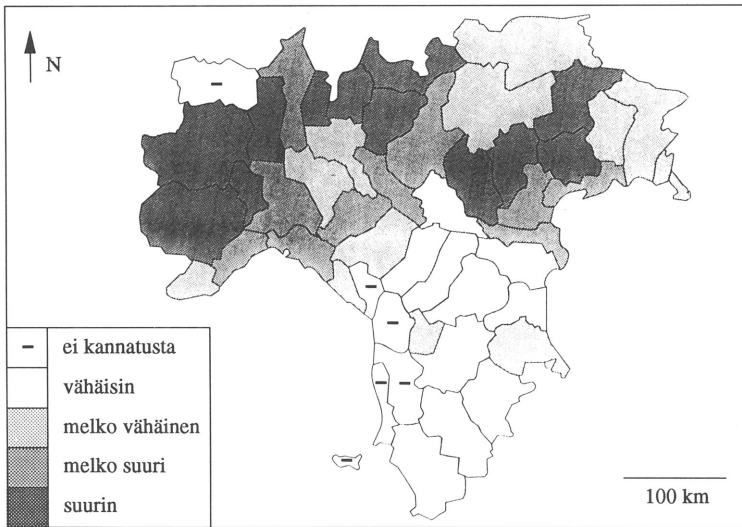 N
– ei kannatusta
vähäisin
melko vähäinen
melko suuri
suurin
100 km